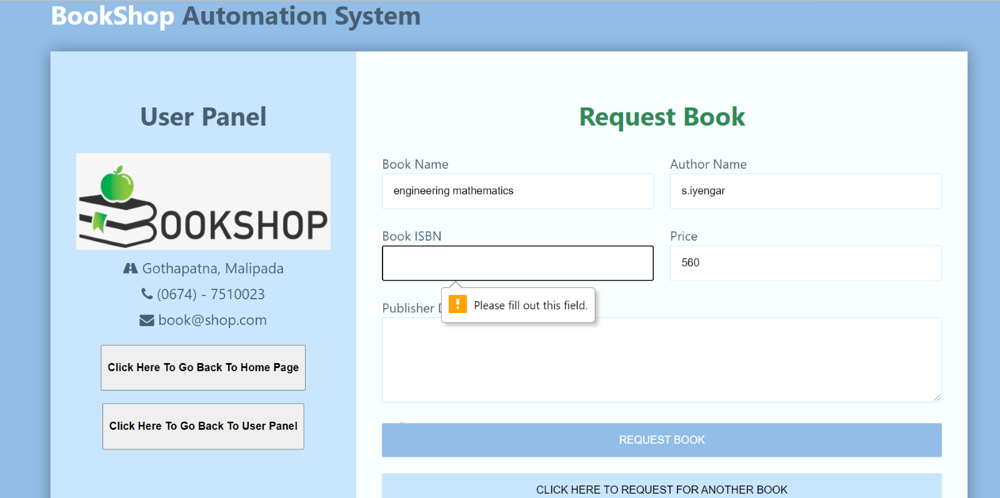 BookShop Automation System
User Panel
BOOKSHOP
Gothapatna, Malipada
(0674) - 7510023
book@shop.com
Click Here To Go Back To Home Page
Click Here To Go Back To User Panel
Request Book
Book Name
Author Name
engineering mathematics
s.iyengar
Book ISBN
Price
560
Please fill out this field.
Publisher
REQUEST BOOK
CLICK HERE TO REQUEST FOR ANOTHER BOOK